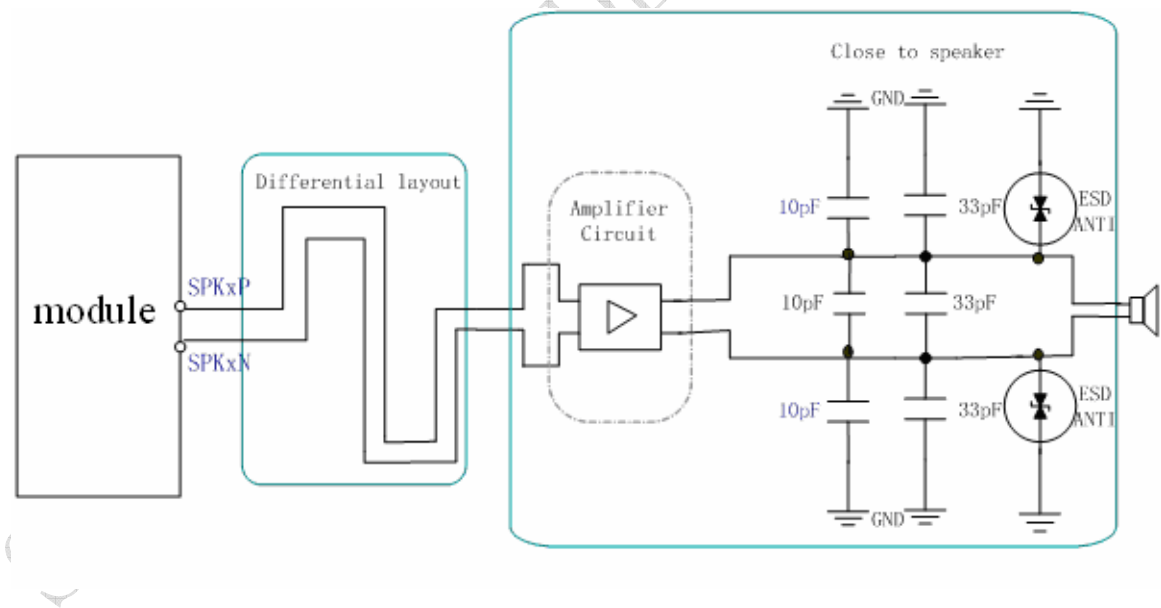 Close to speaker
GND
Differential layout
Amplifier
Circuit
10pF
33pF
ESD
ANTI
SPKxP
module
10pF
33pF
SPKxN
10pF
33pF
ESD
ANTI
GND